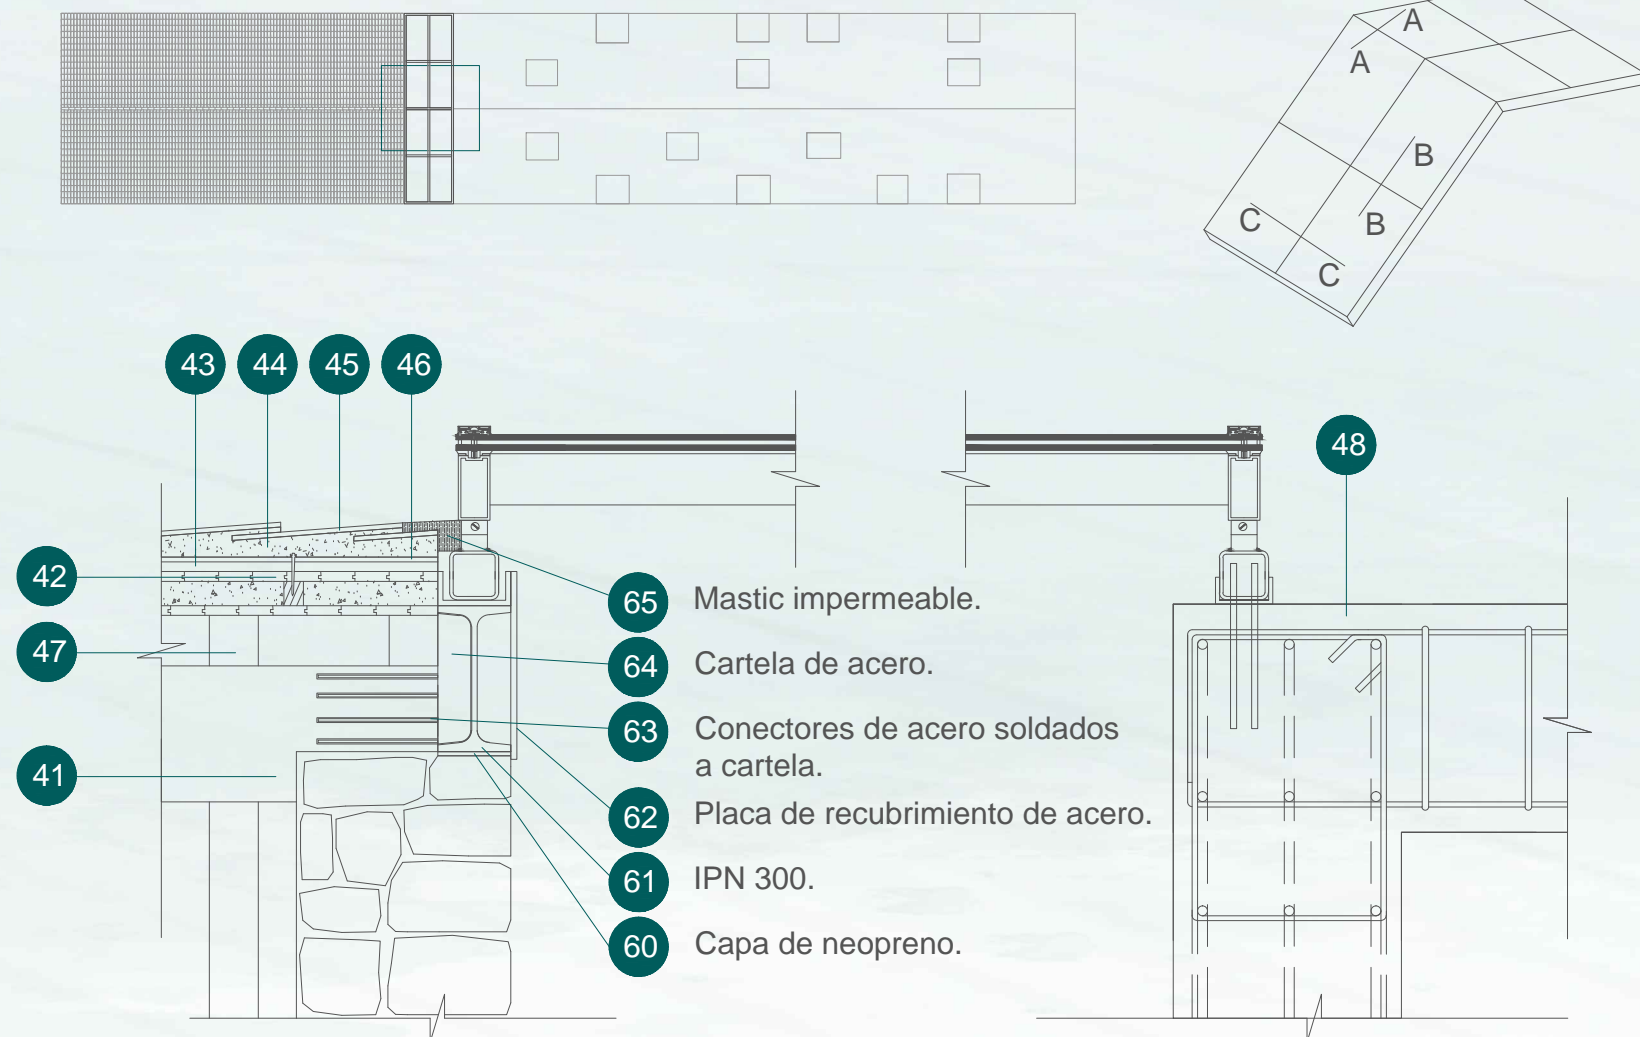 A
A
B
B
C
C
43
44
45
46
48
42
47
41
65 Mastic impermeable.
64 Cartela de acero.
63 Conectores de acero soldados
a cartela.
62 Placa de recubrimiento de acero.
61 IPN 300.
60 Capa de neopreno.